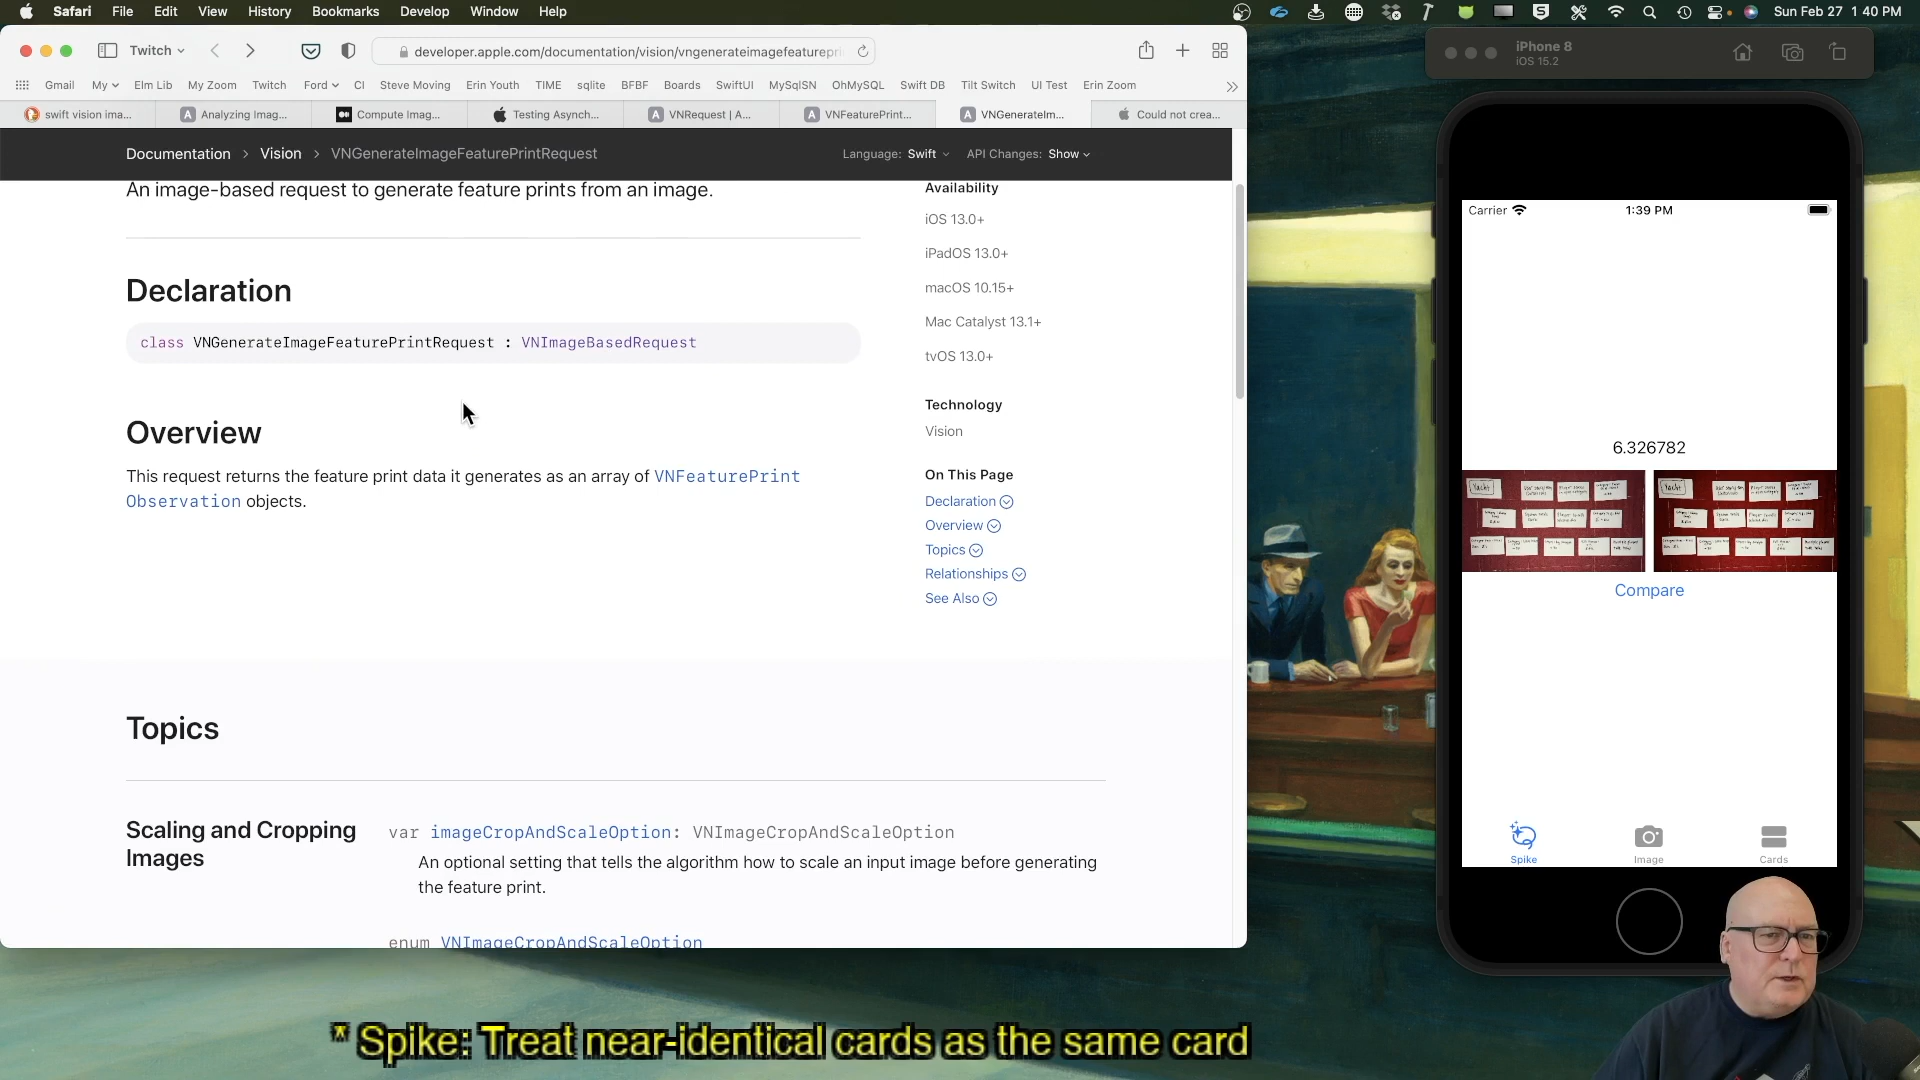 Safari File Edit View History Bookmarks Develop Window Help Sun Feb 27 1 40 PM
Twitch developer.apple.com/documentation/vision/vngenerateimagefeaturepri
Gmail My Elm Lib My Zoom Twitch Ford CI Steve Moving Erin Youth TIME sqlite BFBF Boards SwiftUI MySqlSN OhMySQL Swift DB Tilt Switch UI Test Erin Zoom
swift vision ima... Analyzing Imag... Compute Imag... Testing Asynch... VNRequest | A... VNFeaturePrint... VNGenerateIm... Could not crea...
Documentation > Vision > VNGenerateImageFeaturePrintRequest Language: Swift API Changes: Show
An image-based request to generate feature prints from an image.
Declaration
class VNGenerateImageFeaturePrintRequest : VNImageBasedRequest
Overview
This request returns the feature print data it generates as an array of VNFeaturePrint
Observation objects.
Availability
iOS 13.0+
iPadOS 13.0+
macOS 10.15+
Mac Catalyst 13.1+
tvOS 13.0+
Technology
Vision
On This Page
Declaration
Overview
Topics
Relationships
See Also
Topics
Scaling and Cropping
Images
var imageCropAndScaleOption: VNImageCropAndScaleOption
An optional setting that tells the algorithm how to scale an input image before generating
the feature print.
enum VNImageCropAndScaleOption
iPhone 8
iOS 15.2
Carrier 1:39 PM
6.326782
Yacht
Yacht
Compare
Spike Image Cards
* Spike: Treat near-identical cards as the same card